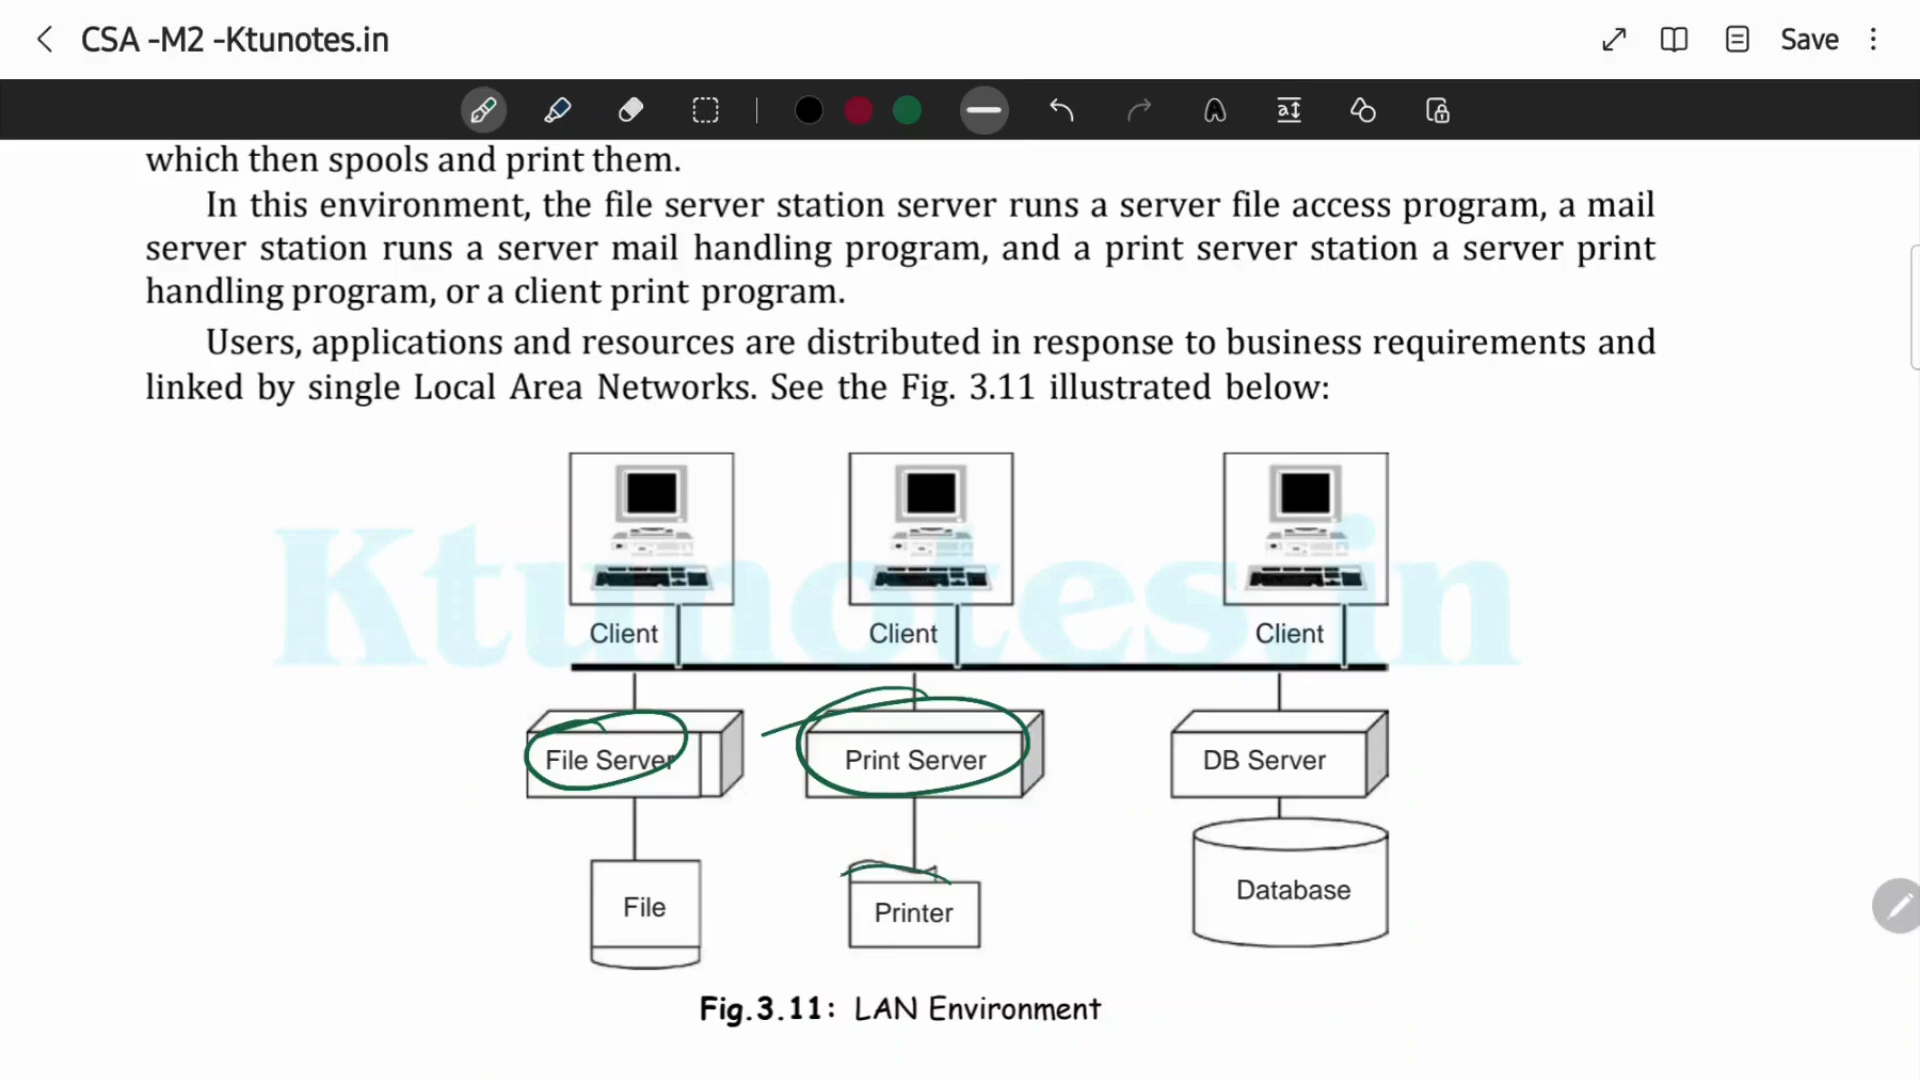 CSA -M2 -Ktunotes.in
Save
which then spools and print them.
In this environment, the file server station server runs a server file access program, a mail
server station runs a server mail handling program, and a print server station a server print
handling program, or a client print program.
Users, applications and resources are distributed in response to business requirements and
linked by single Local Area Networks. See the Fig. 3.11 illustrated below:
Ktunotes.in
Client Client Client
File Server Print Server DB Server
File Printer Database
Fig.3.11: LAN Environment